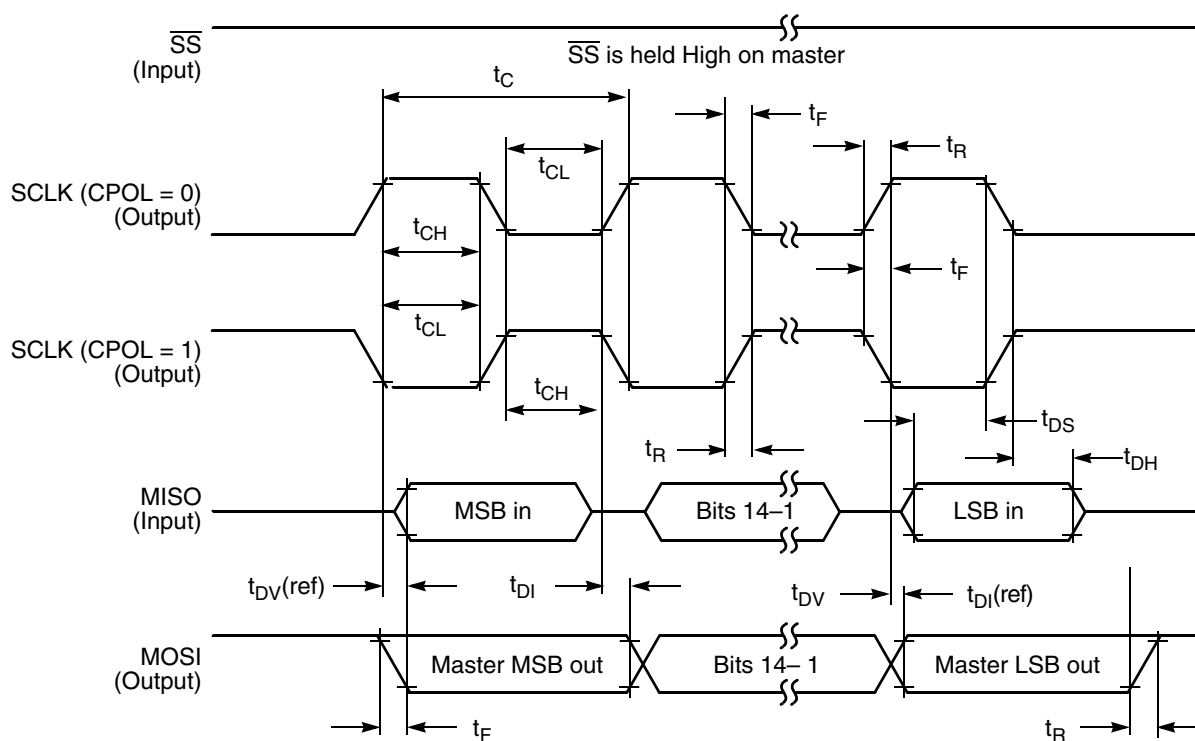 SS
(Input)
SS is held High on master
tC
tF
tR
tCL
SCLK (CPOL = 0)
(Output)
tCH
tF
tCL
SCLK (CPOL = 1)
(Output)
tCH
tDS
tR
tDH
MISO
(Input)
MSB in
Bits 14–1
LSB in
tDV(ref)
tDI
tDV
tDI(ref)
MOSI
(Output)
Master MSB out
Bits 14– 1
Master LSB out
tF
tR